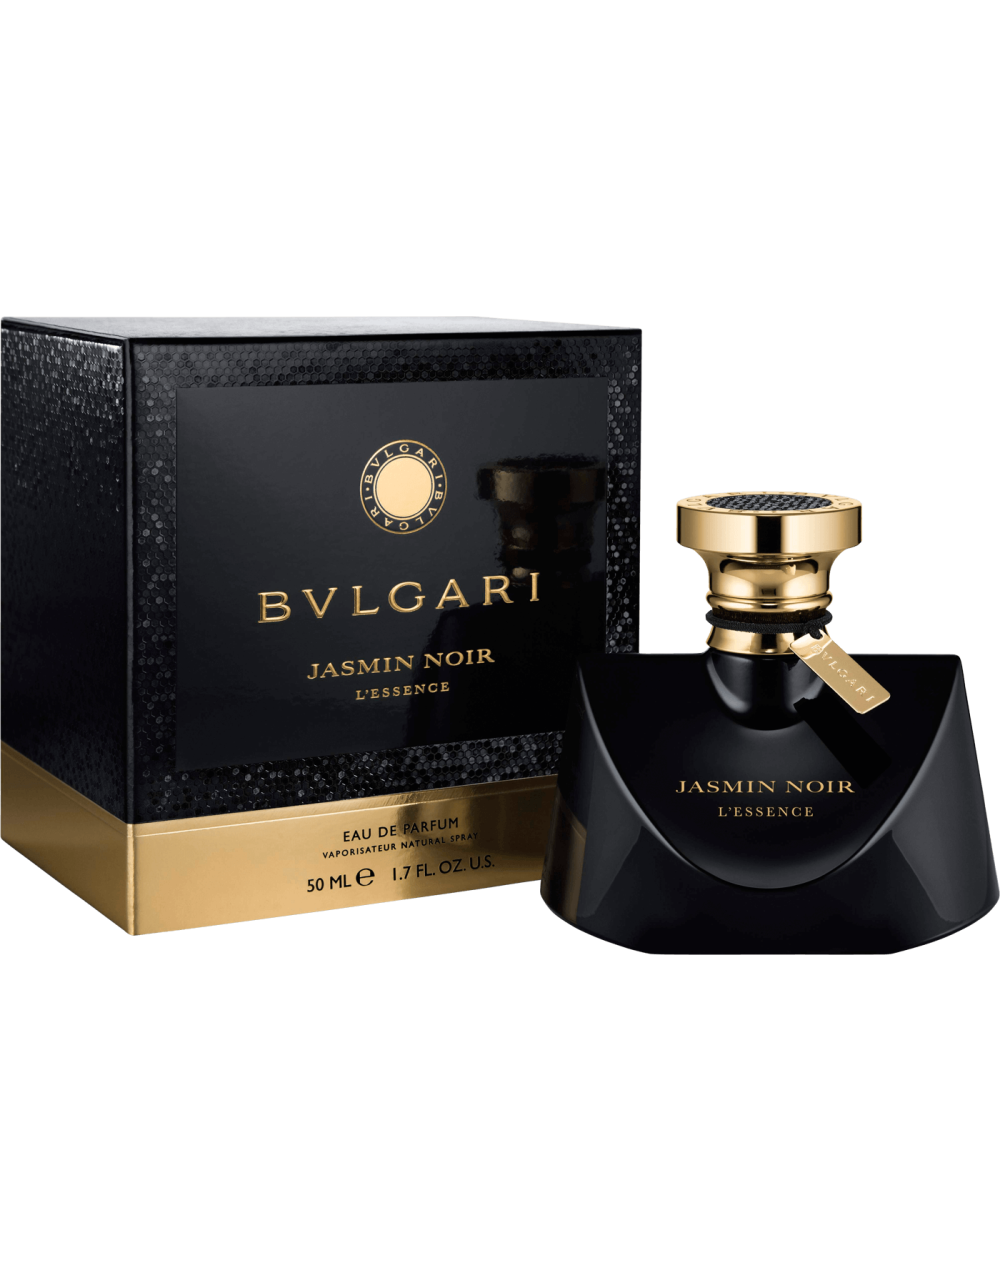 BVLGARI·BVLGARI·
BVLGARI
JASMIN NOIR
L'ESSENCE
EAU DE PARFUM
VAPORISATEUR NATURAL SPRAY
50 ML ℮ 1.7 FL. OZ. U.S.
BVLGARI
JASMIN NOIR
L'ESSENCE